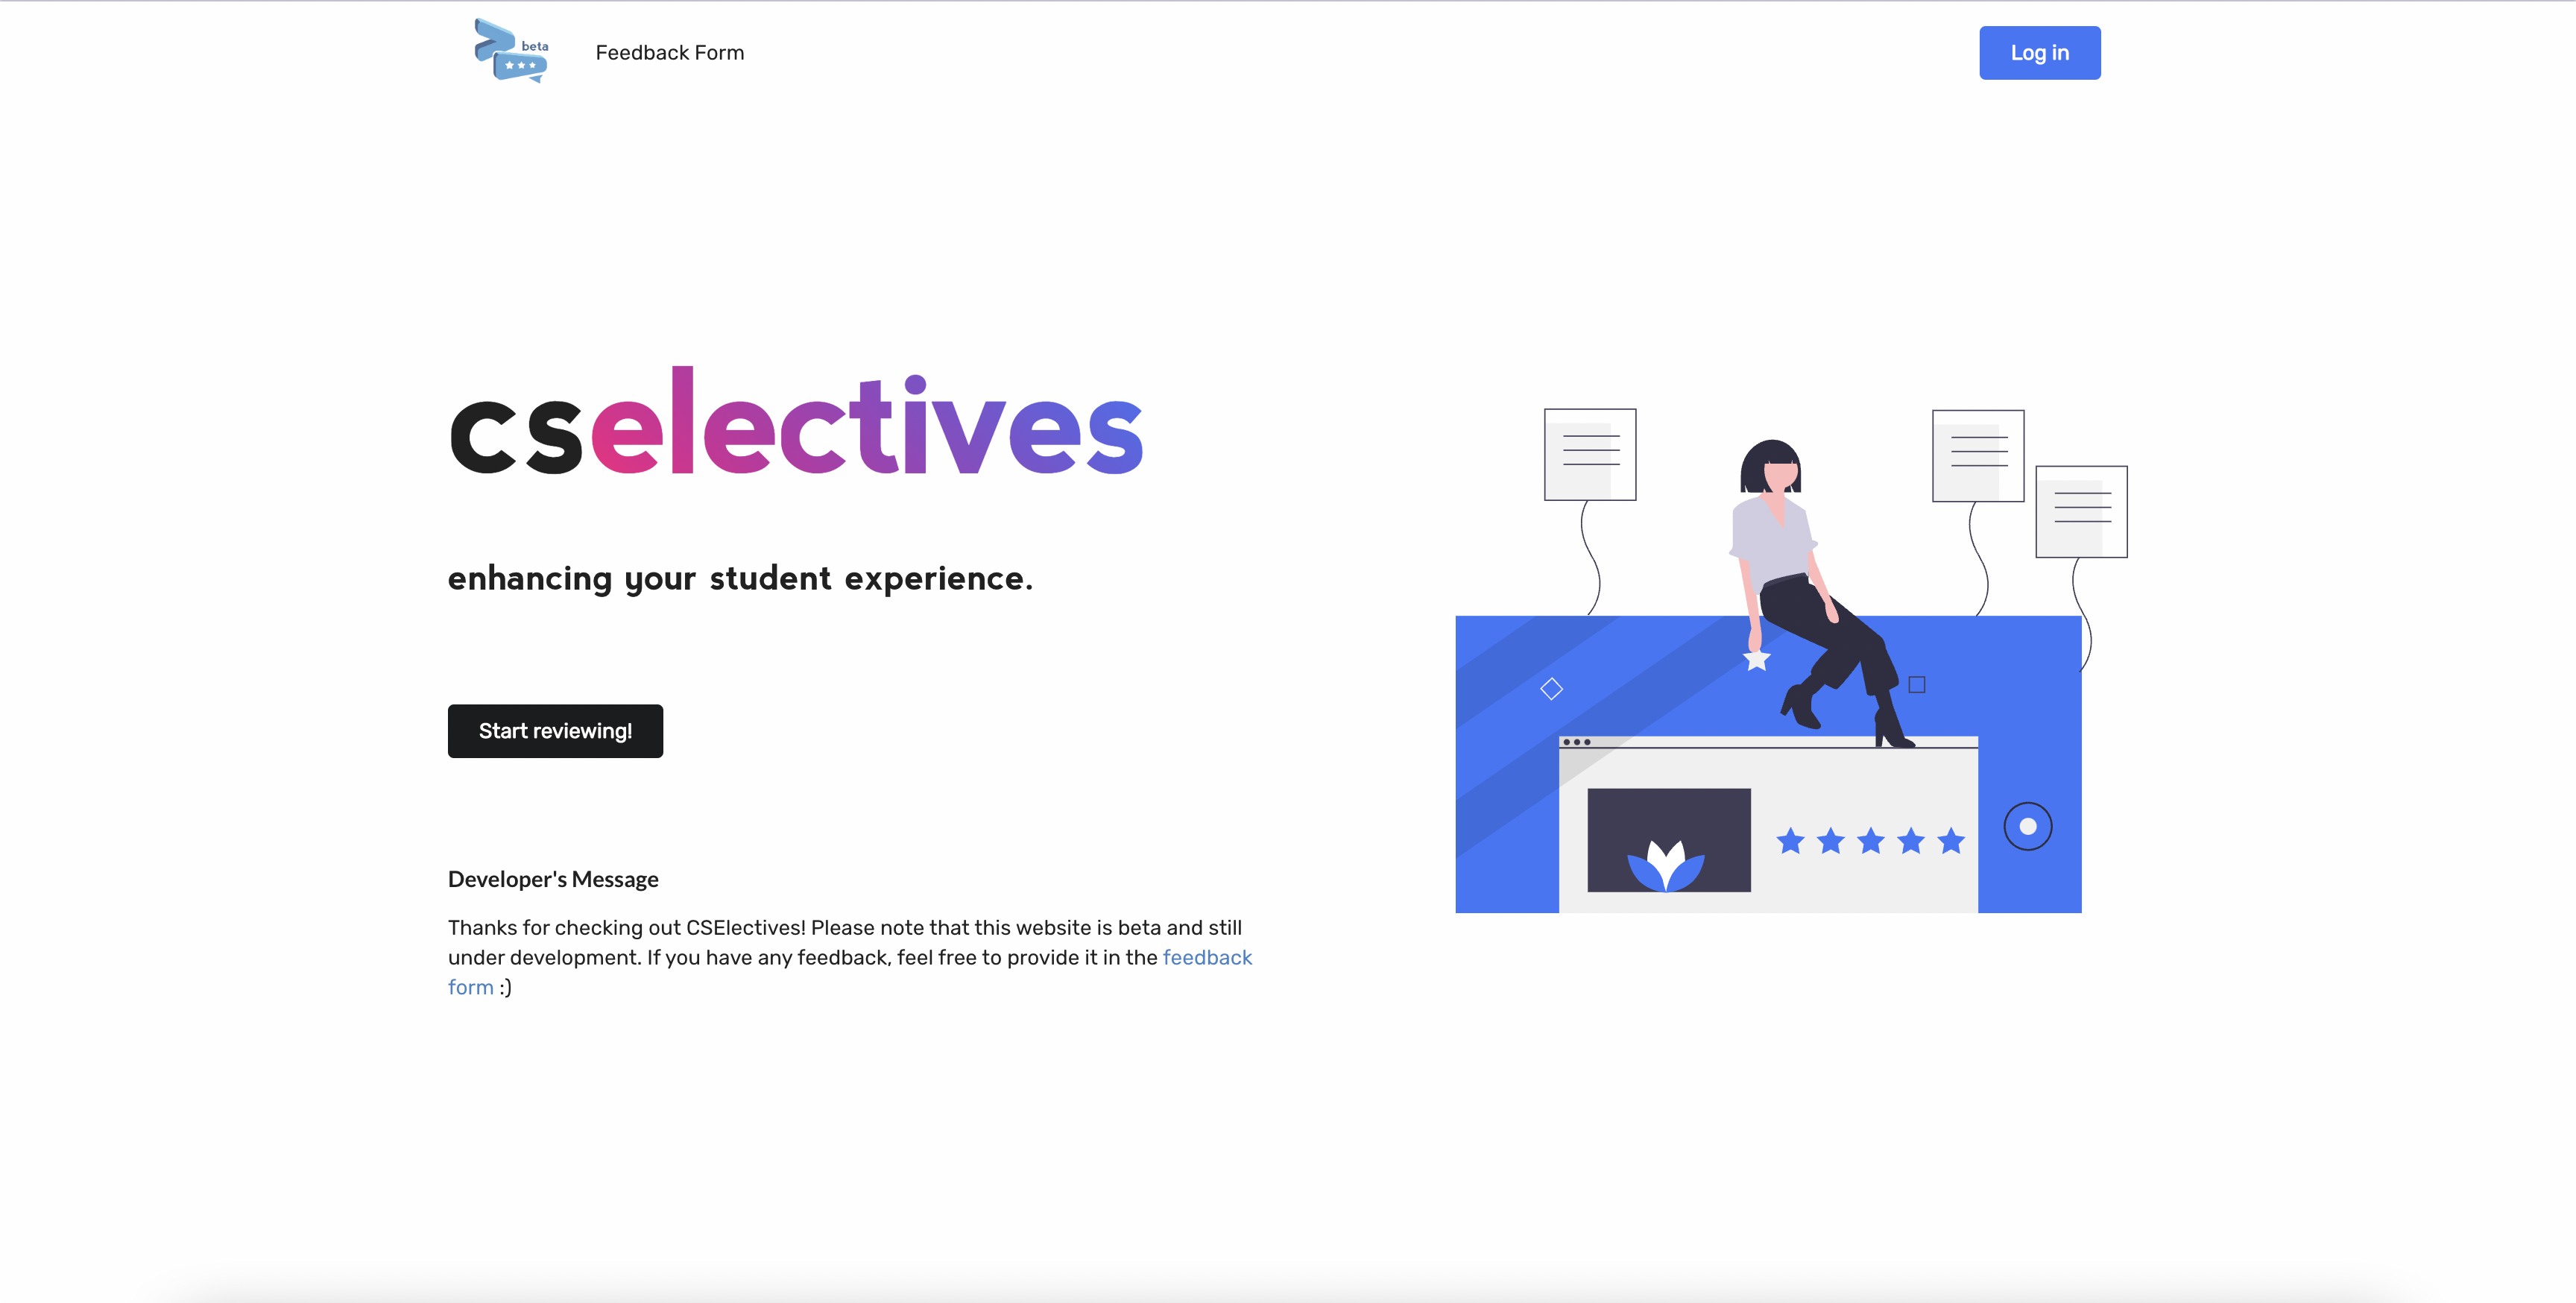 beta
Feedback Form
Log in
cselectives
enhancing your student experience.
Start reviewing!
Developer's Message
Thanks for checking out CSElectives! Please note that this website is beta and still
under development. If you have any feedback, feel free to provide it in the feedback
form :)